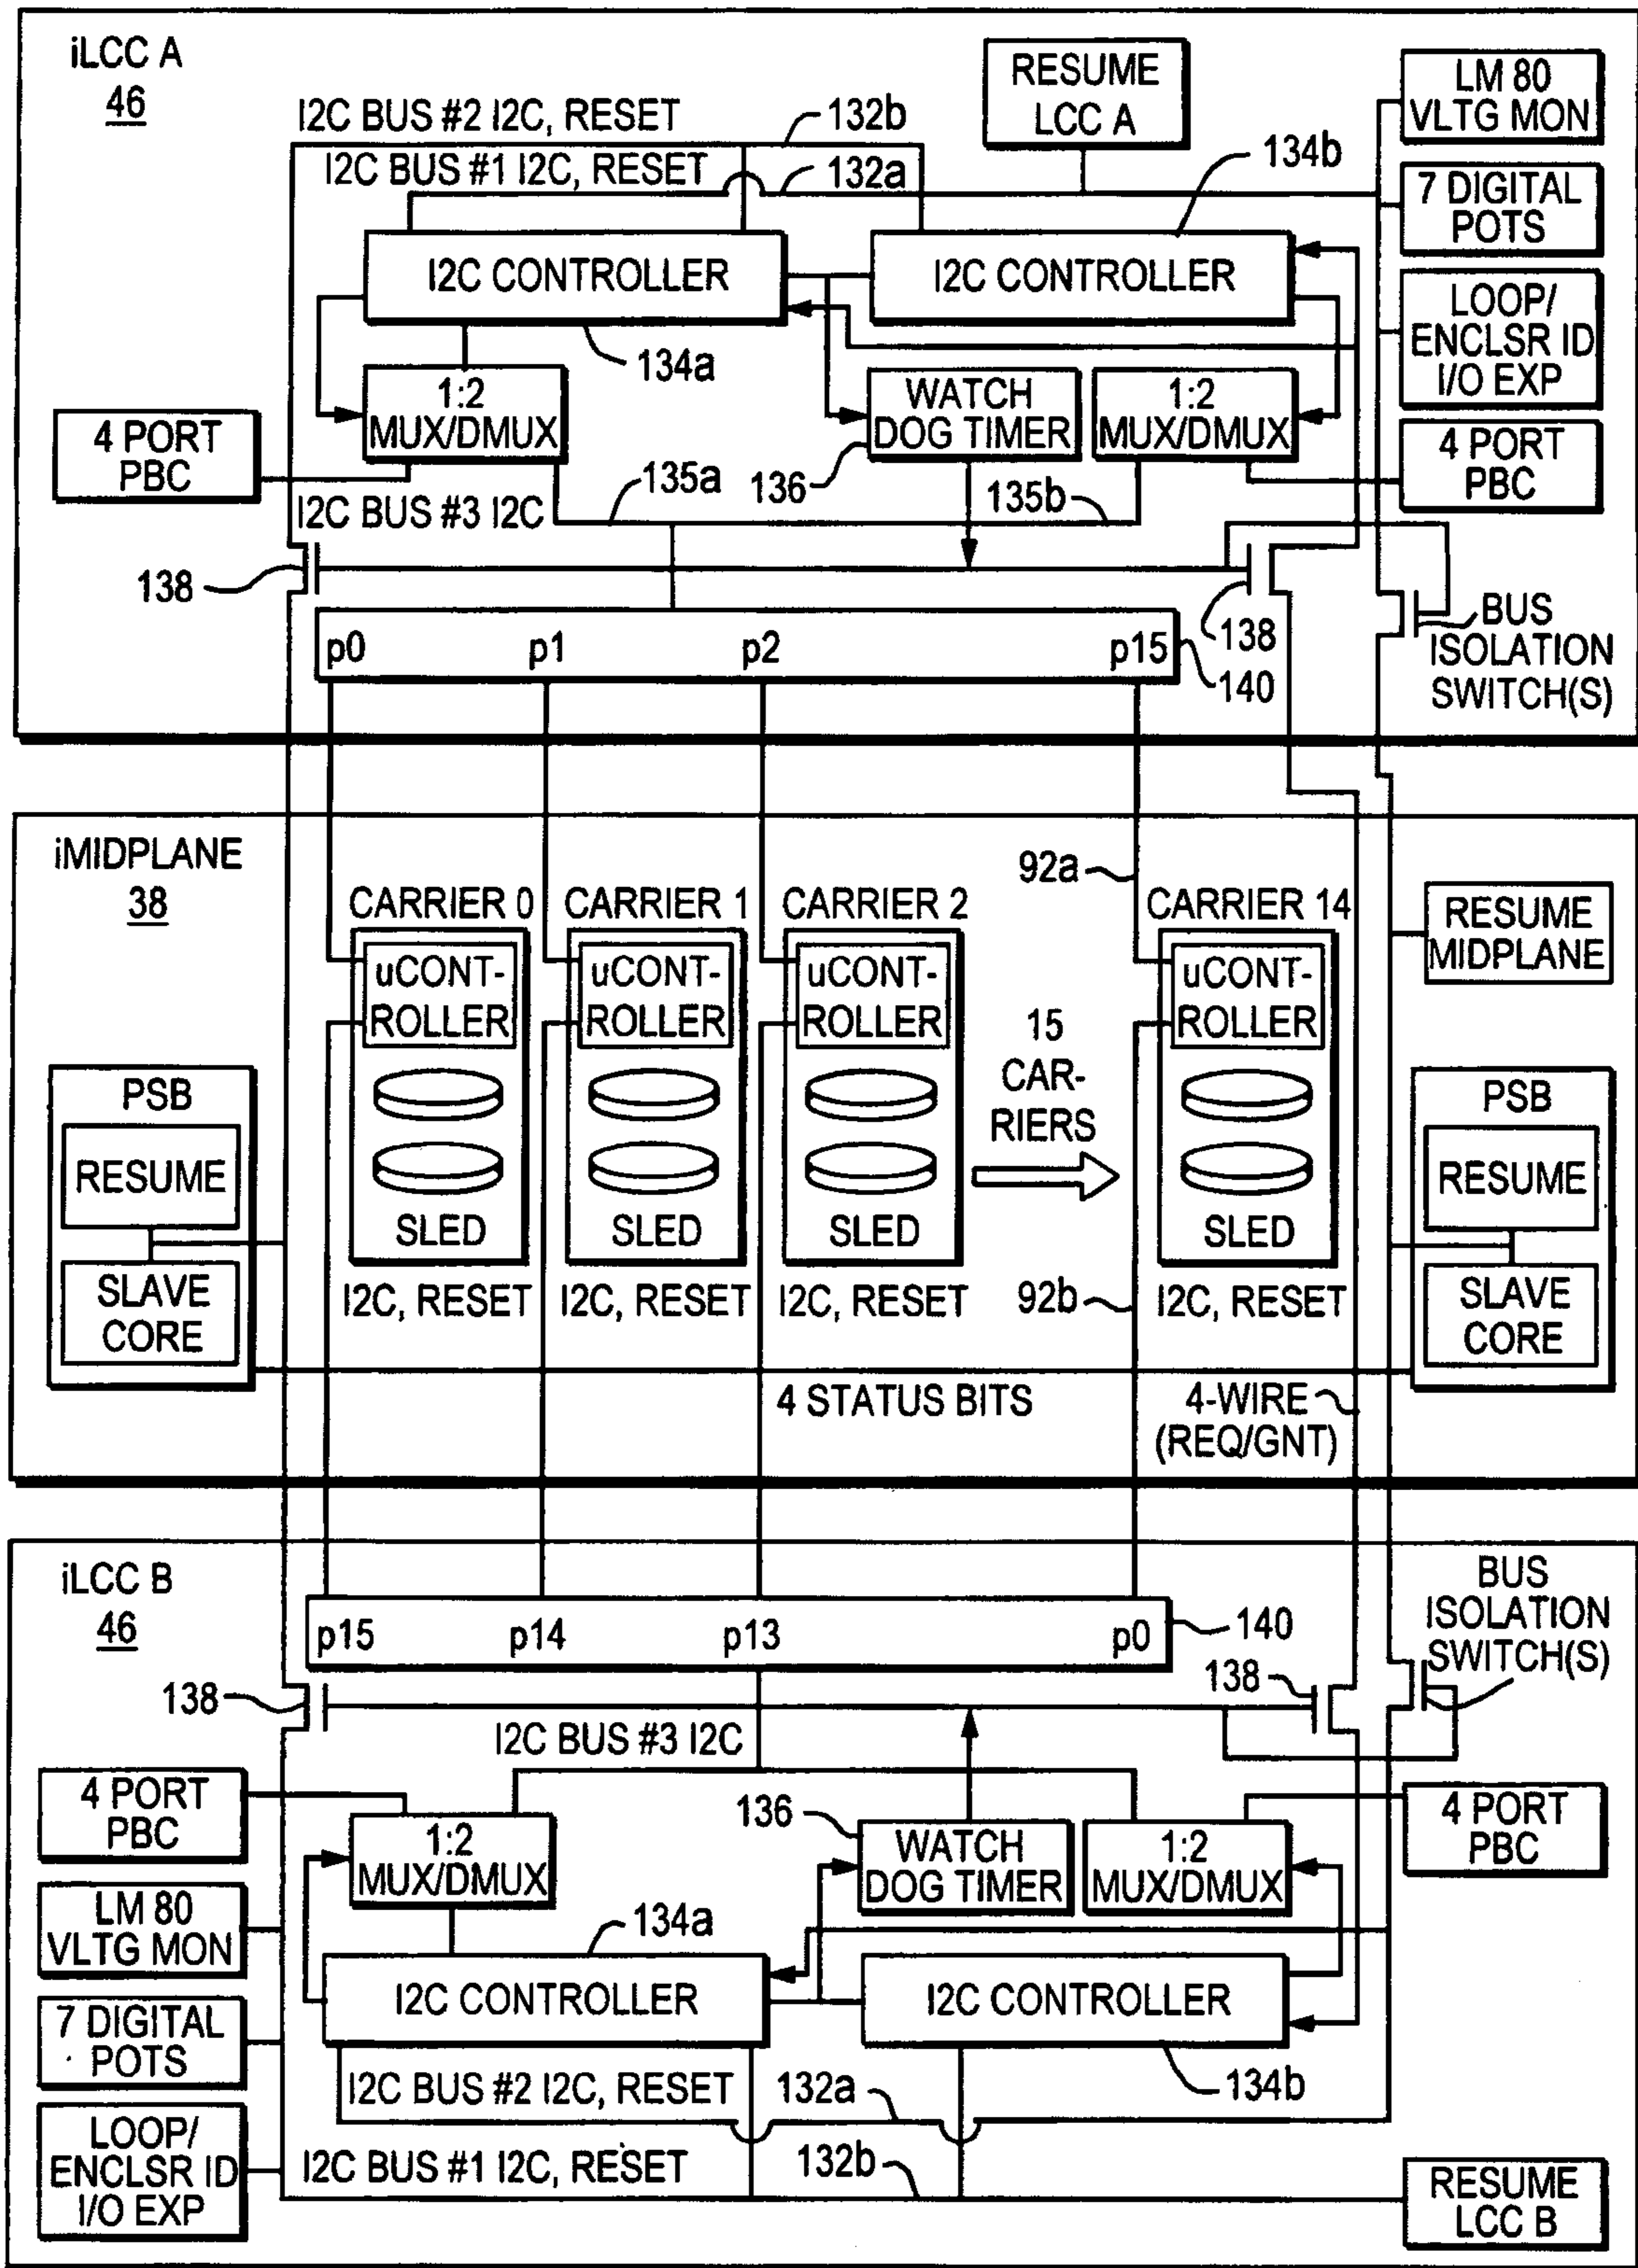 iLCC A
46
I2C BUS #2 I2C, RESET
132b
RESUME
LCC A
LM 80
VLTG MON
I2C BUS #1 I2C, RESET
132a
134b
7 DIGITAL
POTS
I2C CONTROLLER
I2C CONTROLLER
LOOP/
ENCLSR ID
I/O EXP
134a
1:2
MUX/DMUX
WATCH
DOG TIMER
1:2
MUX/DMUX
4 PORT
PBC
4 PORT
PBC
135a
136
135b
I2C BUS #3 I2C
138
138
BUS
ISOLATION
SWITCH(S)
p0
p1
p2
p15
140
iMIDPLANE
38
92a
CARRIER 0
CARRIER 1
CARRIER 2
CARRIER 14
RESUME
MIDPLANE
uCONT-
ROLLER
uCONT-
ROLLER
uCONT-
ROLLER
uCONT-
ROLLER
15
CAR-
RIERS
PSB
RESUME
SLAVE
CORE
PSB
RESUME
SLAVE
CORE
SLED
SLED
SLED
SLED
I2C, RESET
I2C, RESET
I2C, RESET
92b
I2C, RESET
4 STATUS BITS
4-WIRE
(REQ/GNT)
iLCC B
46
BUS
ISOLATION
SWITCH(S)
p15
p14
p13
p0
140
138
138
I2C BUS #3 I2C
4 PORT
PBC
1:2
MUX/DMUX
136
WATCH
DOG TIMER
1:2
MUX/DMUX
4 PORT
PBC
LM 80
VLTG MON
134a
I2C CONTROLLER
I2C CONTROLLER
7 DIGITAL
POTS
I2C BUS #2 I2C, RESET
132a
134b
LOOP/
ENCLSR ID
I/O EXP
I2C BUS #1 I2C, RESET
132b
RESUME
LCC B